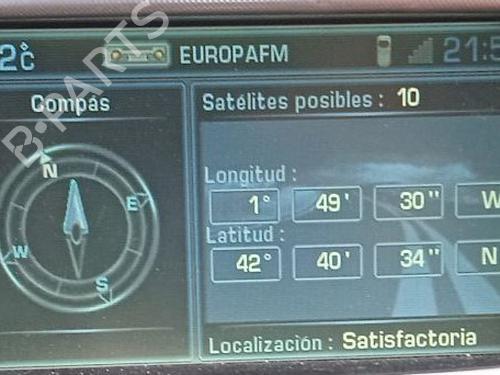 2°C EUROPAFM 21:5
Compás
Satélites posibles : 10
N
E
S
W
Longitud :
1° 49' 30" W
Latitud :
42° 40' 34" N
Localización : Satisfactoria
B-PARTS